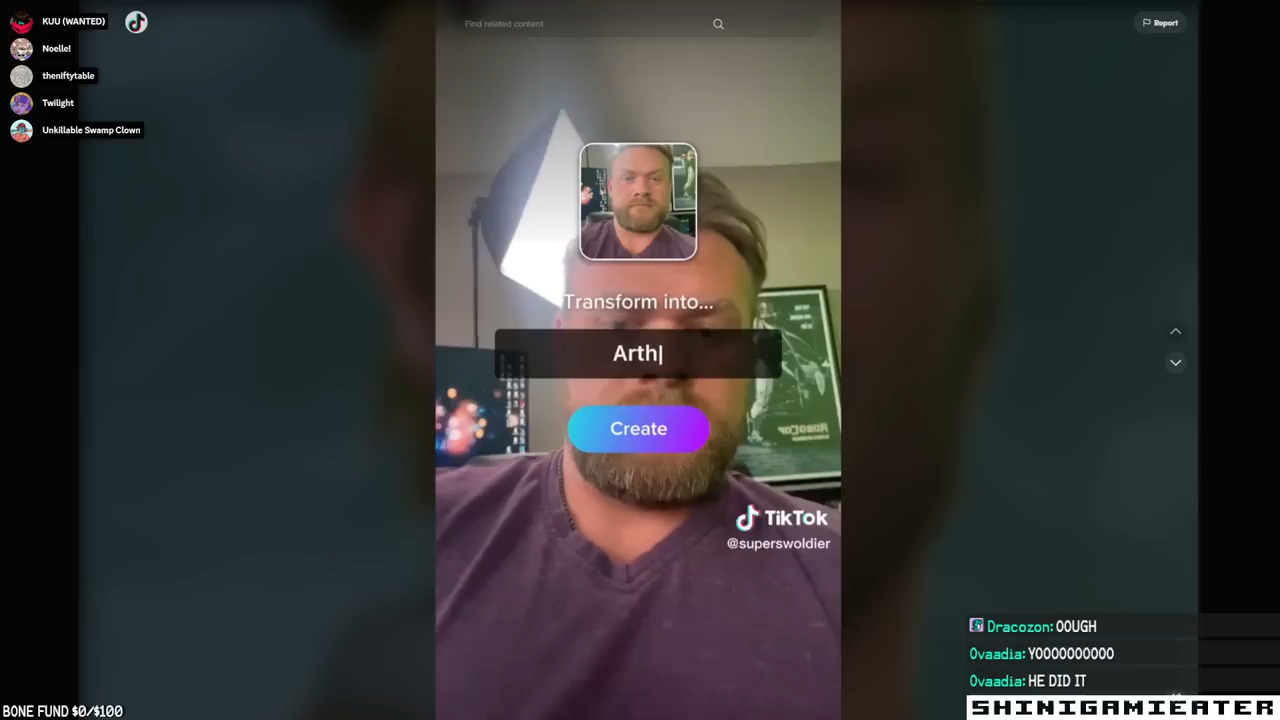 KUU (WANTED)
Noelle!
theniftytable
Twilight
Unkillable Swamp Clown
Find related content
Report
Transform into...
Arth
Create
ROBOCOP
TikTok
@superswoldier
Dracozon: OOUGH
Ovaadia: YOOOOOOOOOO
Ovaadia: HE DID IT
BONE FUND $0/$100
SHINIGAMIEATER